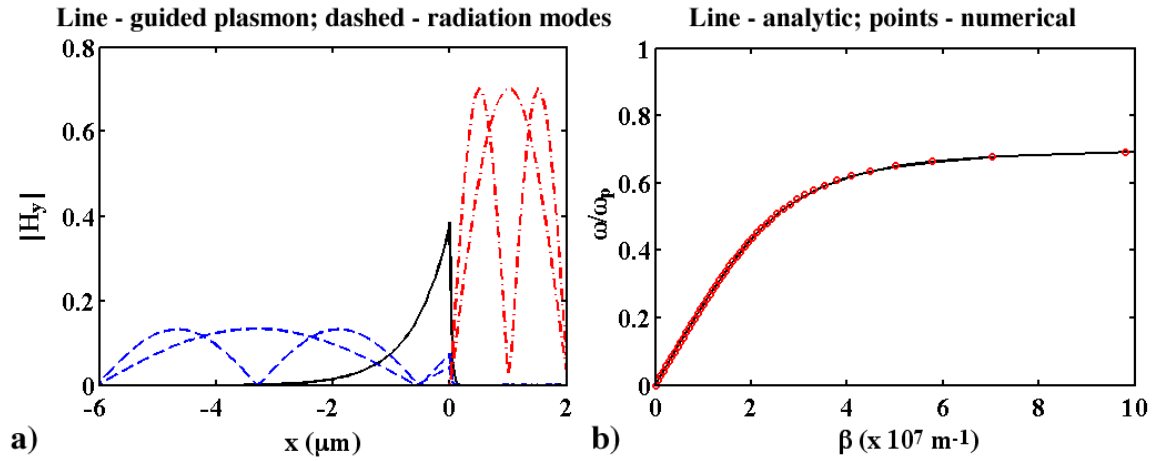 Line - guided plasmon; dashed - radiation modes
Line - analytic; points - numerical
0.8
0.6
0.4
0.2
0
|Hy|
-6
-4
-2
0
2
x (μm)
a)
1
0.8
0.6
0.4
0.2
0
ω/ωp
0
2
4
6
8
10
β (x 10⁷ m⁻¹)
b)